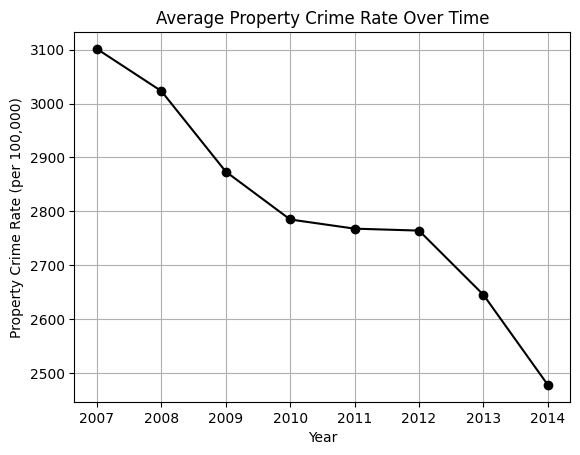 Average Property Crime Rate Over Time
Property Crime Rate (per 100,000)
3100
3000
2900
2800
2700
2600
2500
2007 2008 2009 2010 2011 2012 2013 2014
Year